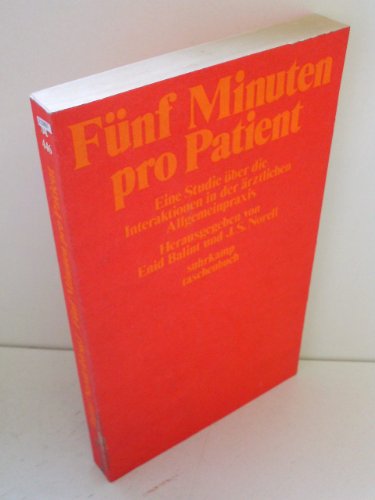 Fünf Minuten
pro Patient
Eine Studie über die
Interaktionen in der ärztlichen
Allgemeinpraxis
Herausgegeben von
Enid Balint und J. S. Norell
suhrkamp
taschenbuch
446